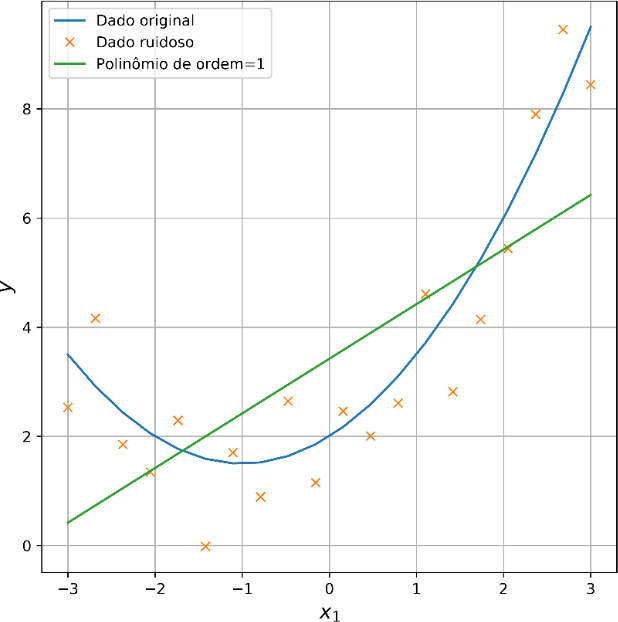 Dado original
Dado ruidoso
Polinômio de ordem=1
8
6
4
2
0
y
−3 −2 −1 0 1 2 3
x₁